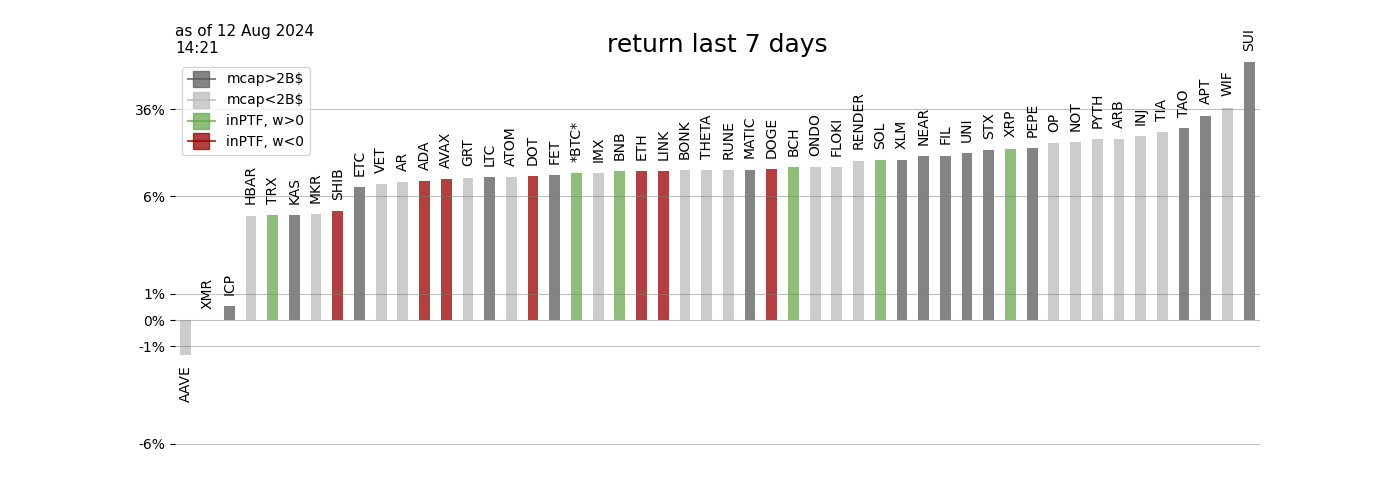 as of 12 Aug 2024
14:21
return last 7 days
mcap>2B$
mcap<2B$
inPTF, w>0
inPTF, w<0
36%
6%
1%
0%
-1%
-6%
AAVE
XMR
ICP
HBAR
TRX
KAS
MKR
SHIB
ETC
VET
AR
ADA
AVAX
GRT
LTC
ATOM
DOT
FET
*BTC*
IMX
BNB
ETH
LINK
BONK
THETA
RUNE
MATIC
DOGE
BCH
ONDO
FLOKI
RENDER
SOL
XLM
NEAR
FIL
UNI
STX
XRP
PEPE
OP
NOT
PYTH
ARB
INJ
TIA
TAO
APT
WIF
SUI